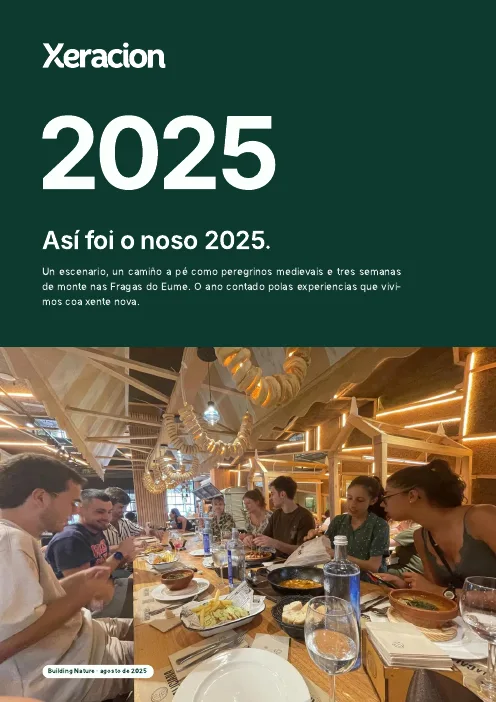 Xeracion
2025
Así foi o noso 2025.
Un escenario, un camiño a pé como peregrinos medievais e tres semanas
de monte nas Fragas do Eume. O ano contado polas experiencias que vivi-
mos coa xente nova.
Building Nature · agosto de 2025